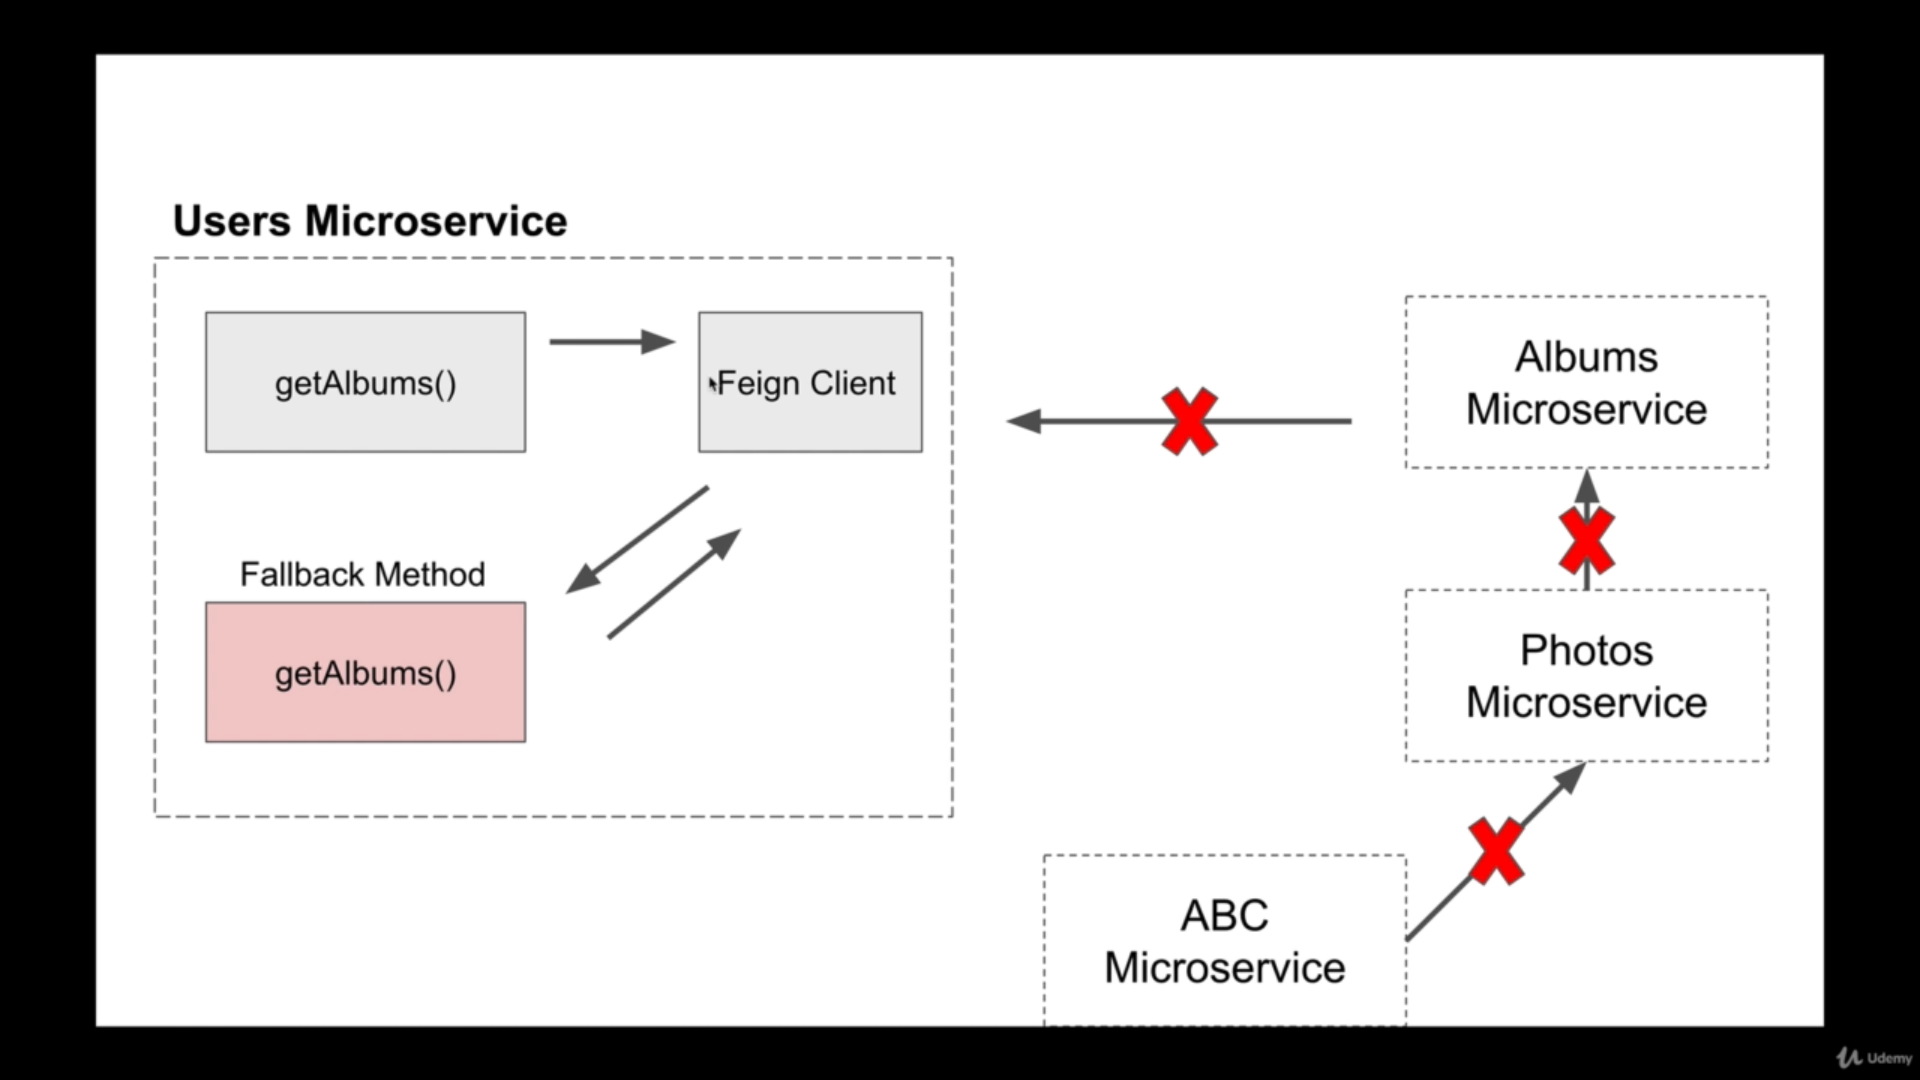 Users Microservice
getAlbums()
Feign Client
Fallback Method
getAlbums()
Albums
Microservice
Photos
Microservice
ABC
Microservice
Udemy